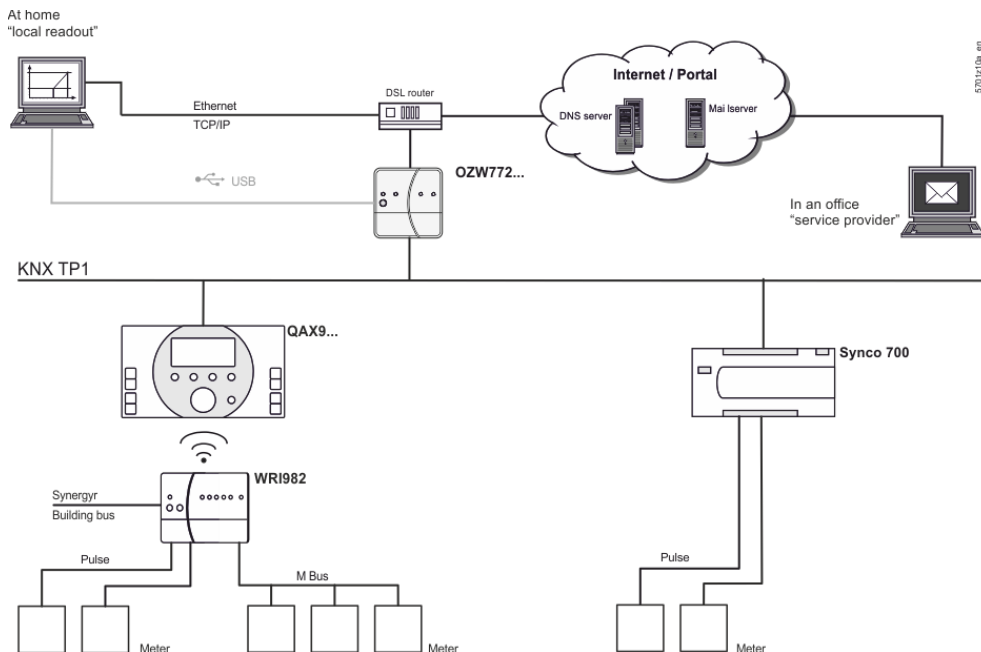 At home
“local readout”
Ethernet
TCP/IP
DSL router
Internet / Portal
DNS server
Mai lserver
5701z10a_en
USB
OZW772...
In an office
“service provider”
KNX TP1
QAX9...
Synco 700
WRI982
Synergyr
Building bus
Pulse
M Bus
Pulse
Meter
Meter
Meter